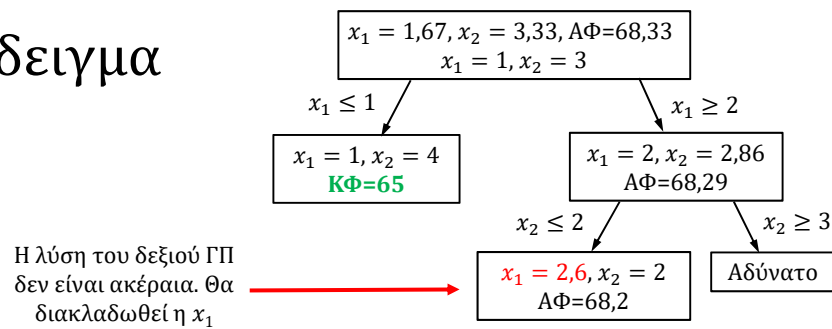 δειγμα
x₁ = 1,67, x₂ = 3,33, ΑΦ=68,33
x₁ = 1, x₂ = 3
x₁ ≤ 1
x₁ ≥ 2
x₁ = 1, x₂ = 4
ΚΦ=65
x₁ = 2, x₂ = 2,86
ΑΦ=68,29
x₂ ≤ 2
x₂ ≥ 3
Η λύση του δεξιού ΓΠ
δεν είναι ακέραια. Θα
διακλαδωθεί η x₁
x₁ = 2,6, x₂ = 2
ΑΦ=68,2
Αδύνατο